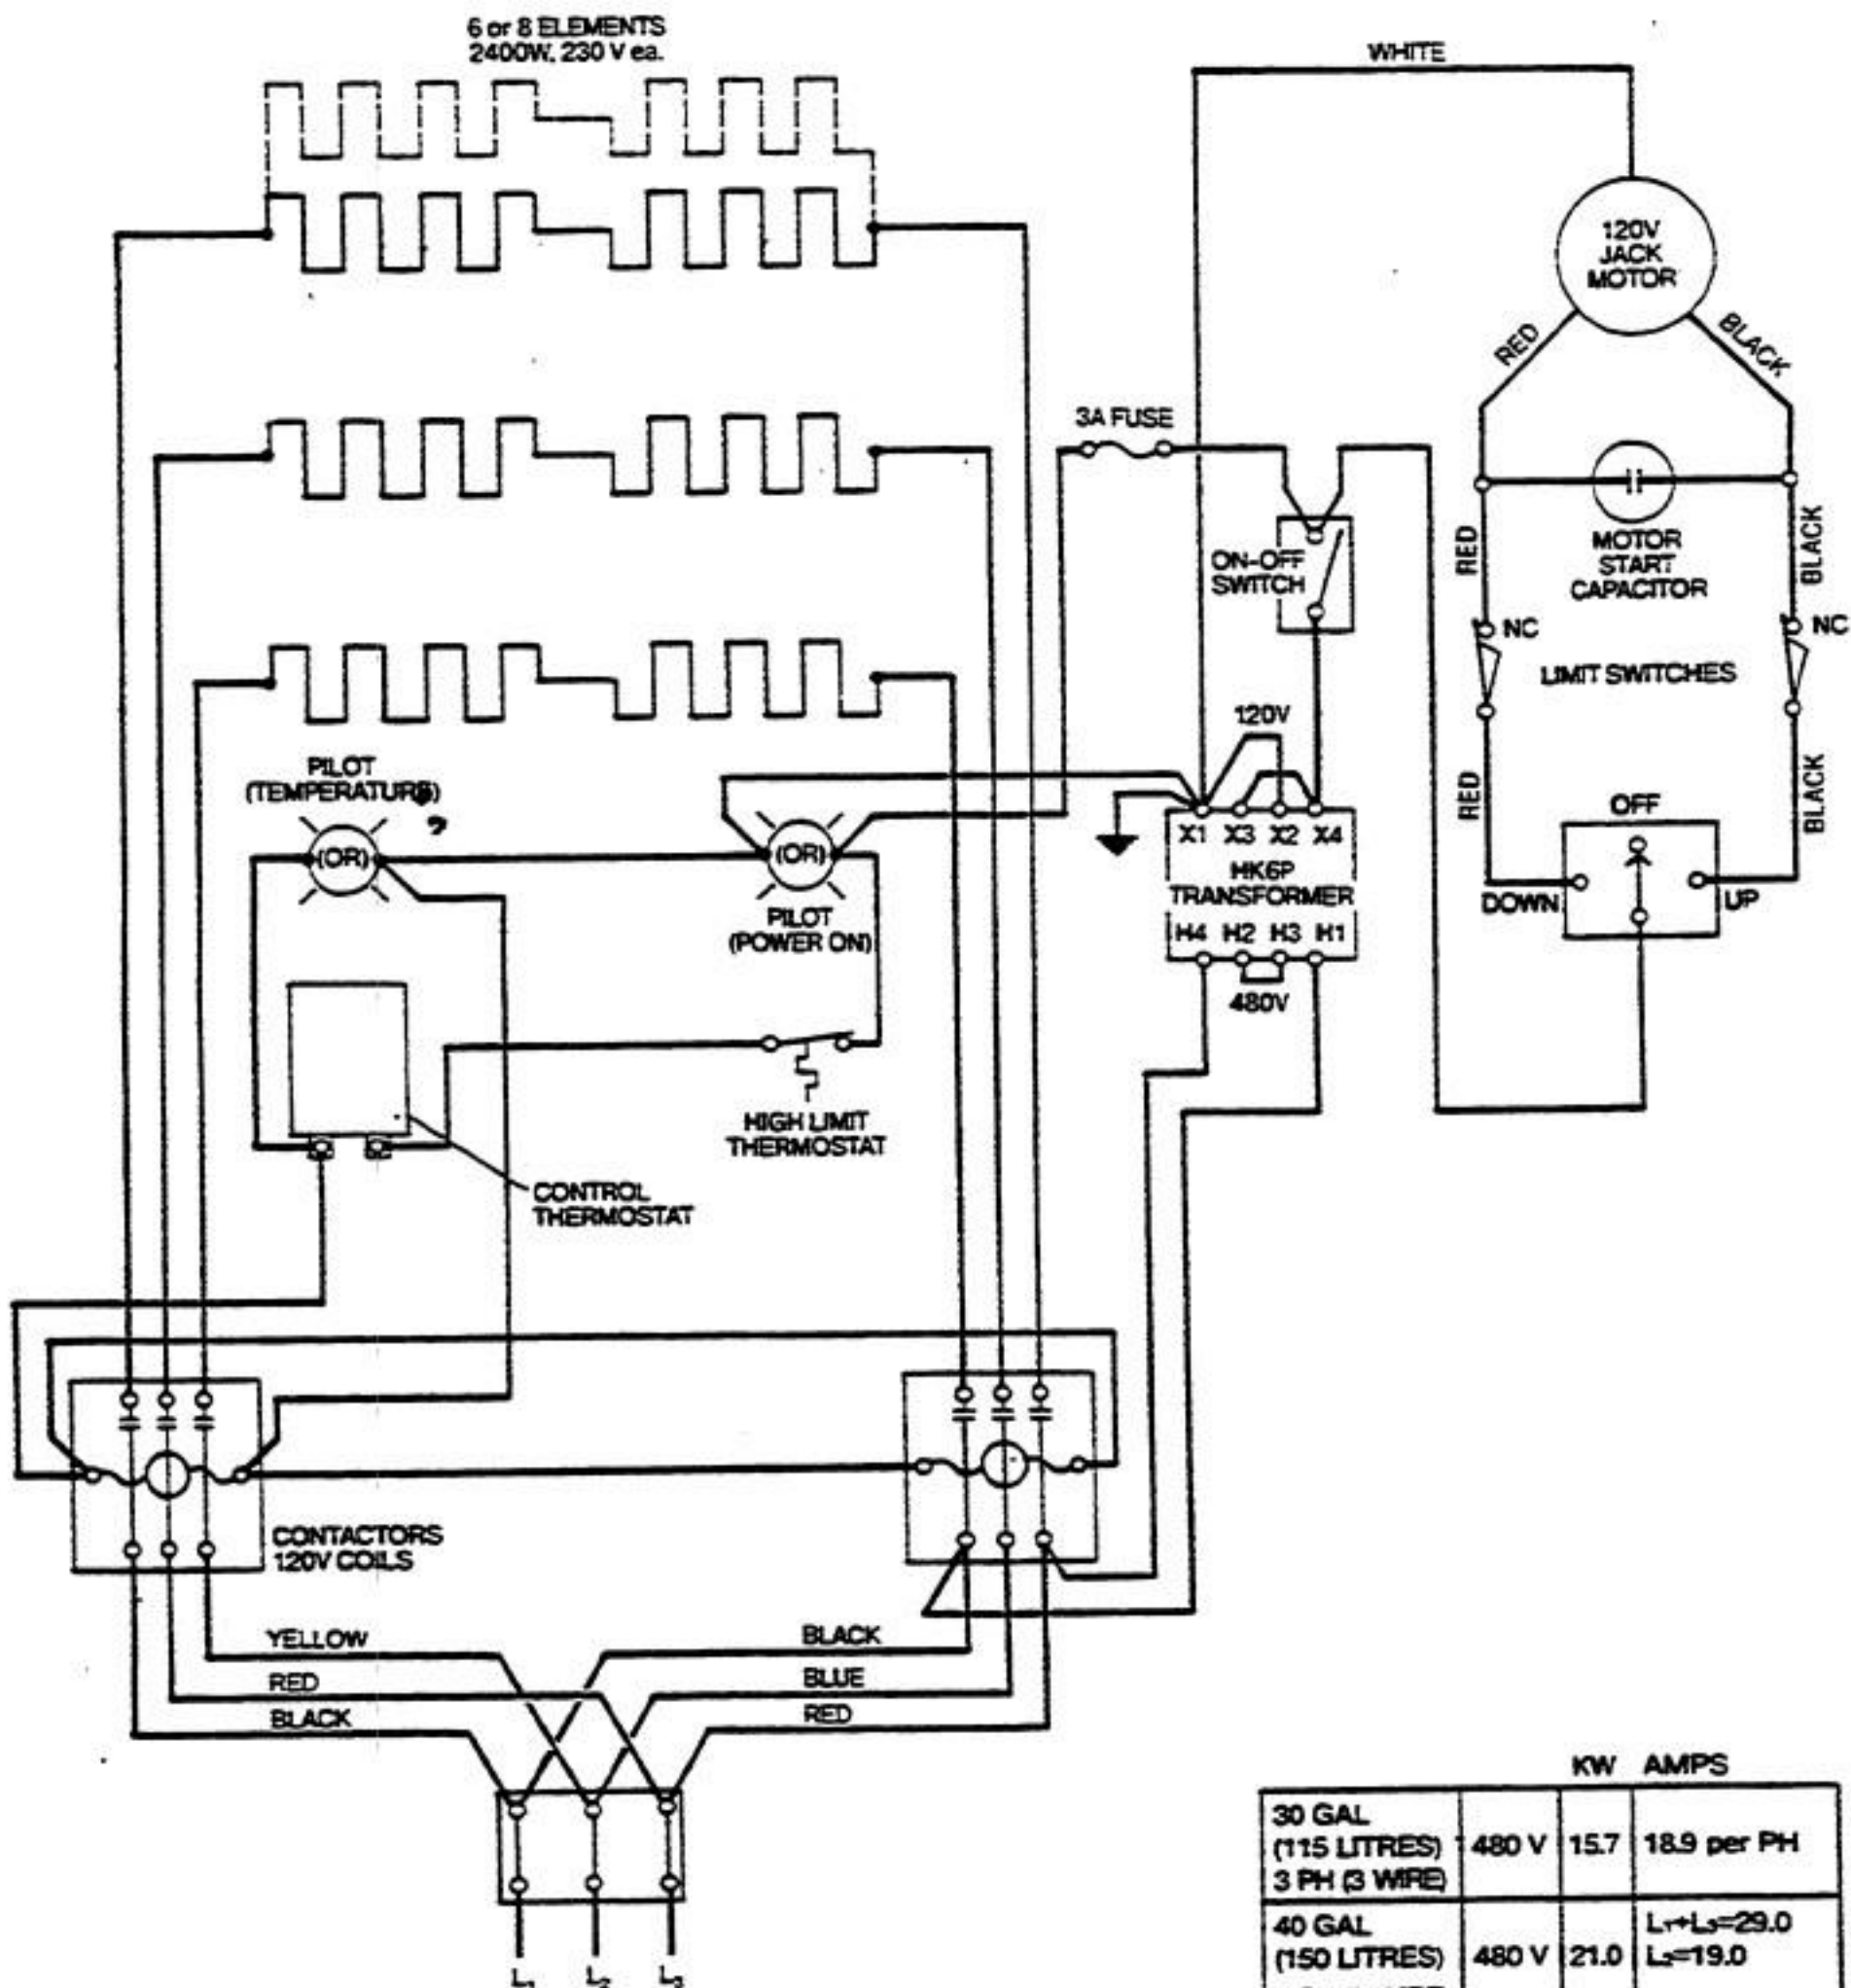 6 or 8 ELEMENTS
2400W, 230 V ea.
WHITE
120V
JACK
MOTOR
RED
BLACK
3A FUSE
ON-OFF
SWITCH
MOTOR
START
CAPACITOR
RED
BLACK
NC
NC
LIMIT SWITCHES
120V
PILOT
(TEMPERATURE)
?
(OR)
(OR)
PILOT
(POWER ON)
X1 X3 X2 X4
HK6P
TRANSFORMER
H4 H2 H3 H1
480V
RED
BLACK
OFF
DOWN
UP
HIGH LIMIT
THERMOSTAT
CONTROL
THERMOSTAT
CONTACTORS
120V COILS
YELLOW
RED
BLACK
BLACK
BLUE
RED
L1 L2 L3
KW AMPS
30 GAL
(115 LITRES)
3 PH (3 WIRE)
480 V
15.7
18.9 per PH
40 GAL
(150 LITRES)
480 V
21.0
L1+L3=29.0
L2=19.0